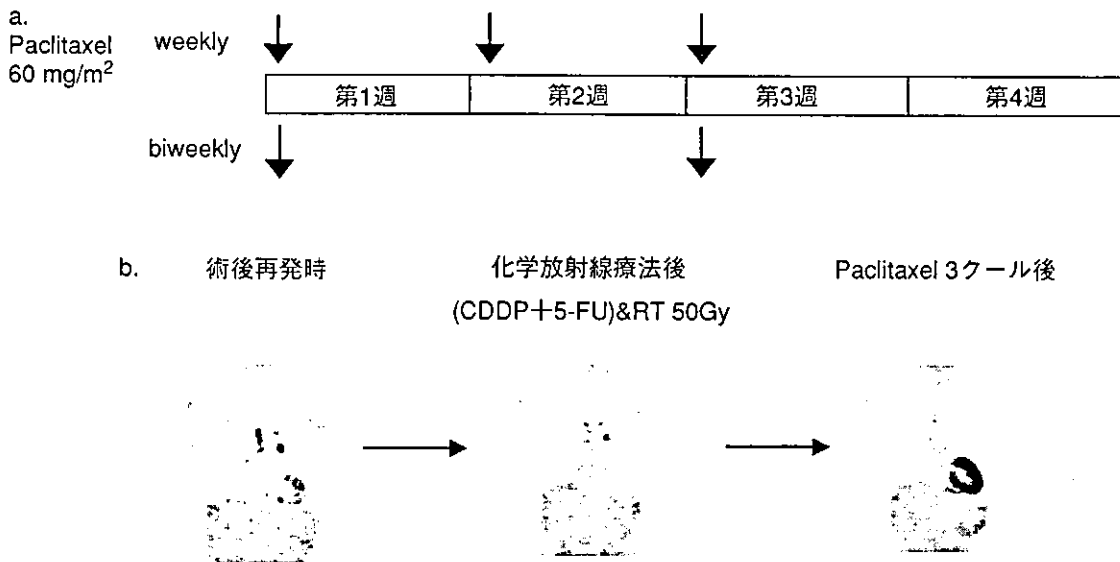 a.
Paclitaxel
60 mg/m²
weekly
第1週 第2週 第3週 第4週
biweekly
b. 術後再発時 化学放射線療法後 Paclitaxel 3クール後
(CDDP＋5-FU)&RT 50Gy